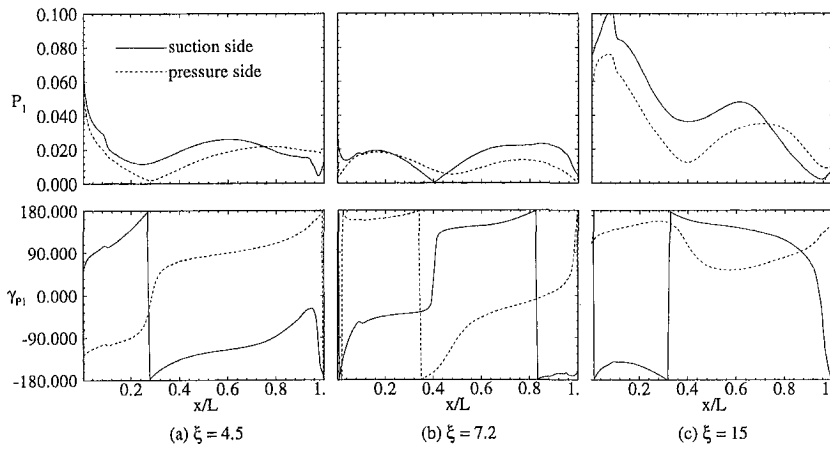 0.100
0.080
0.060
P1
0.040
0.020
0.000
suction side
pressure side
180.000
90.000
γP1
0.000
-90.000
-180.000
0 0.2 0.4 0.6 0.8 1.
0 0.2 0.4 0.6 0.8 1.
0 0.2 0.4 0.6 0.8 1.
x/L x/L x/L
(a) ξ = 4.5 (b) ξ = 7.2 (c) ξ = 15